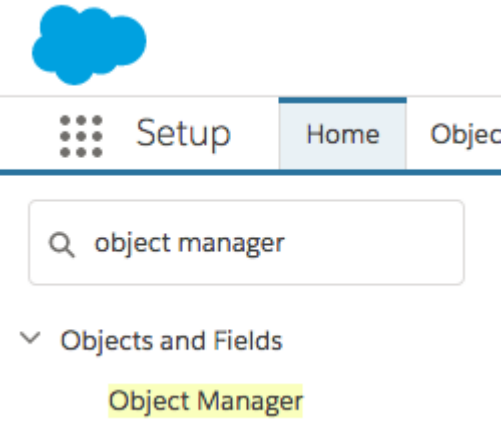 Setup Home Objec
object manager
Objects and Fields
Object Manager